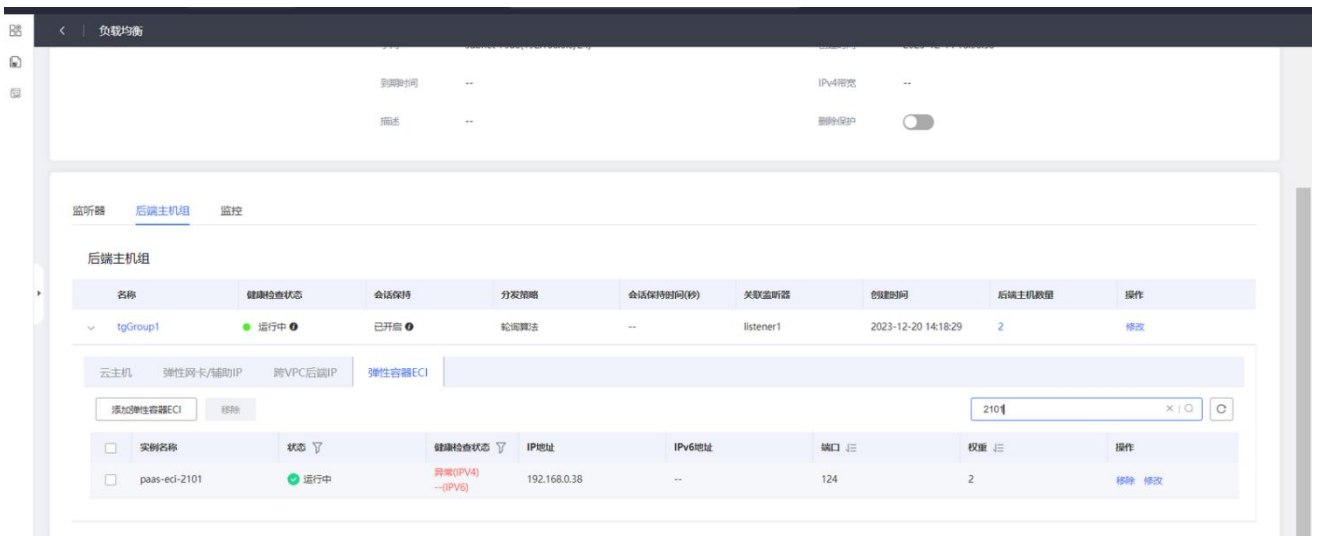 负载均衡
到期时间 -- IPv4带宽 --
描述 -- 删除保护
监听器 后端主机组 监控
后端主机组
名称 健康检查状态 会话保持 分发策略 会话保持时间(秒) 关联监听器 创建时间 后端主机数量 操作
tgGroup1 运行中 已开启 轮询算法 -- listener1 2023-12-20 14:18:29 2 修改
云主机 弹性网卡/辅助IP 跨VPC后端IP 弹性容器ECI
添加弹性容器ECI 移除 2101
实例名称 状态 健康检查状态 IP地址 IPv6地址 端口 权重 操作
paas-eci-2101 运行中 异常(IPV4) 192.168.0.38 -- 124 2 移除 修改
--(IPV6)